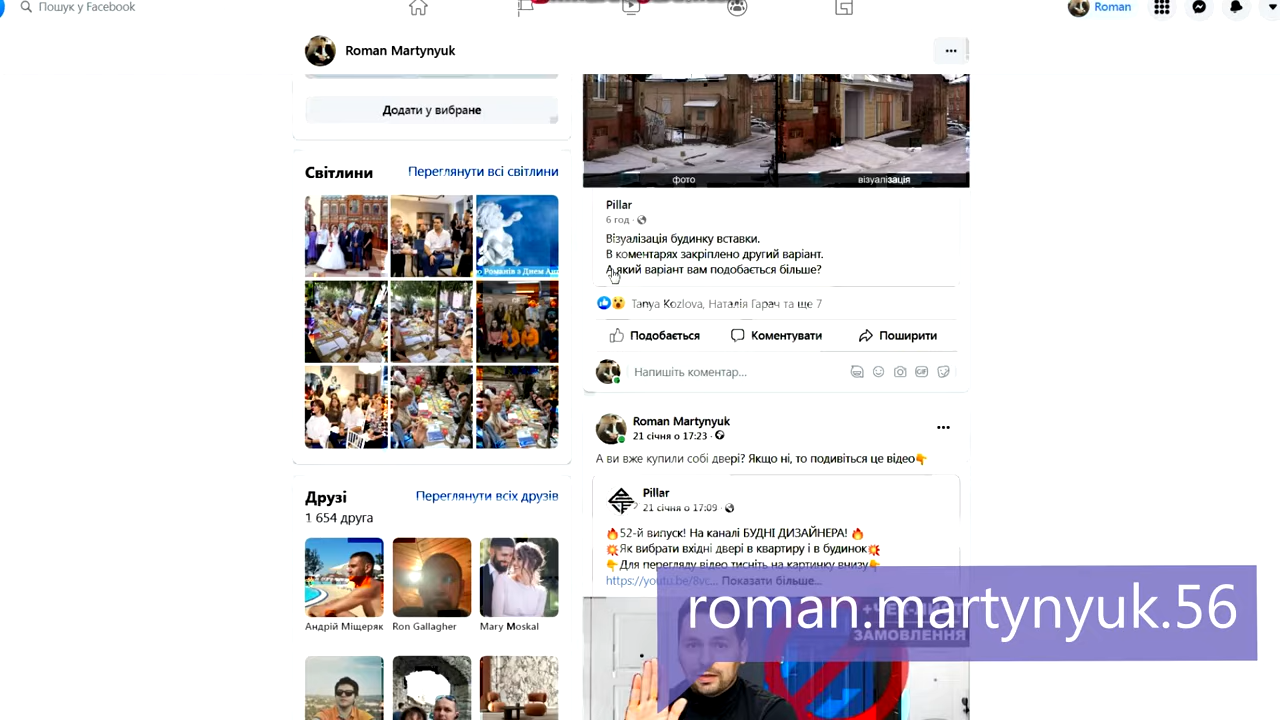 Пошук у Facebook
Roman
Roman Martynyuk
Додати у вибране
Світлини
Переглянути всі світлини
Друзі
Переглянути всіх друзів
1 654 друга
Андрій Міщеряк
Ron Gallagher
Mary Moskal
фото
візуалізація
Pillar
6 год ·
Візуалізація будинку вставки.
В коментарях закріплено другий варіант.
А який варіант вам подобається більше?
Tanya Kozlova, Наталія Гарач та ще 7
Подобається
Коментувати
Поширити
Напишіть коментар...
GIF
Roman Martynyuk
21 січня о 17:23 ·
А ви вже купили собі двері? Якщо ні, то подивіться це відео👇
Pillar
21 січня о 17:09 ·
🔥52-й випуск! На каналі БУДНІ ДИЗАЙНЕРА! 🔥
💥Як вибрати вхідні двері в квартиру і в будинок💥
👇Для перегляду відео тисніть на картинку внизу👇
https://youtu.be/8vc... Показати більше...
+ЧЕК-ЛИСТ
ЗАМОВЛЕННЯ
roman.martynyuk.56